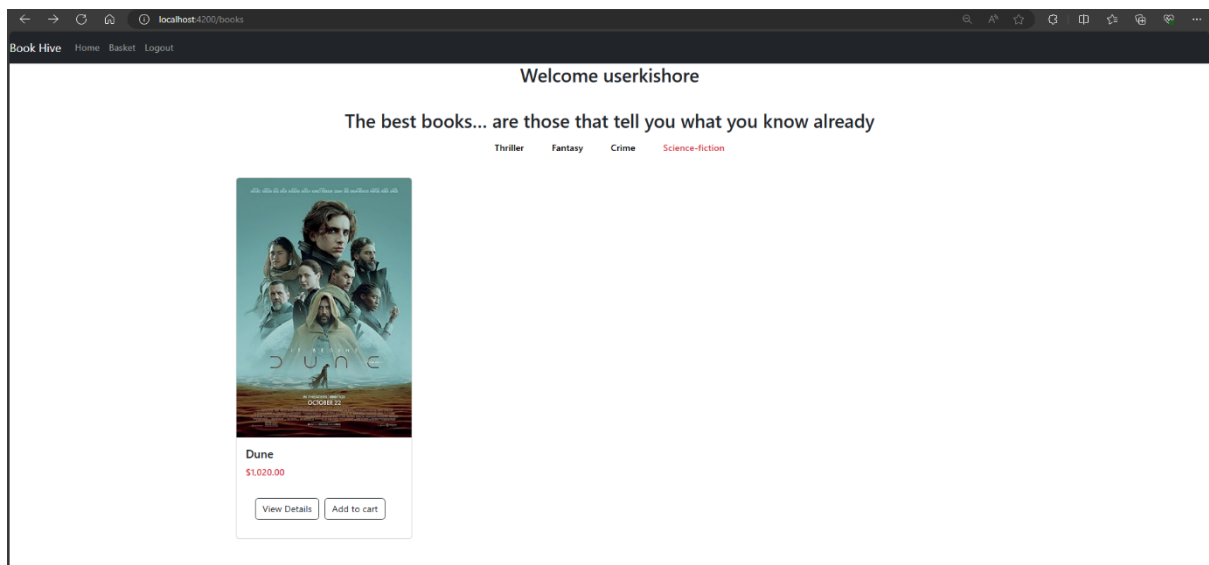 localhost:4200/books
Book Hive Home Basket Logout
Welcome userkishore
The best books... are those that tell you what you know already
Thriller Fantasy Crime Science-fiction
IT BEGINS
DUNE
OCTOBER 22
Dune
$1,020.00
View Details Add to cart